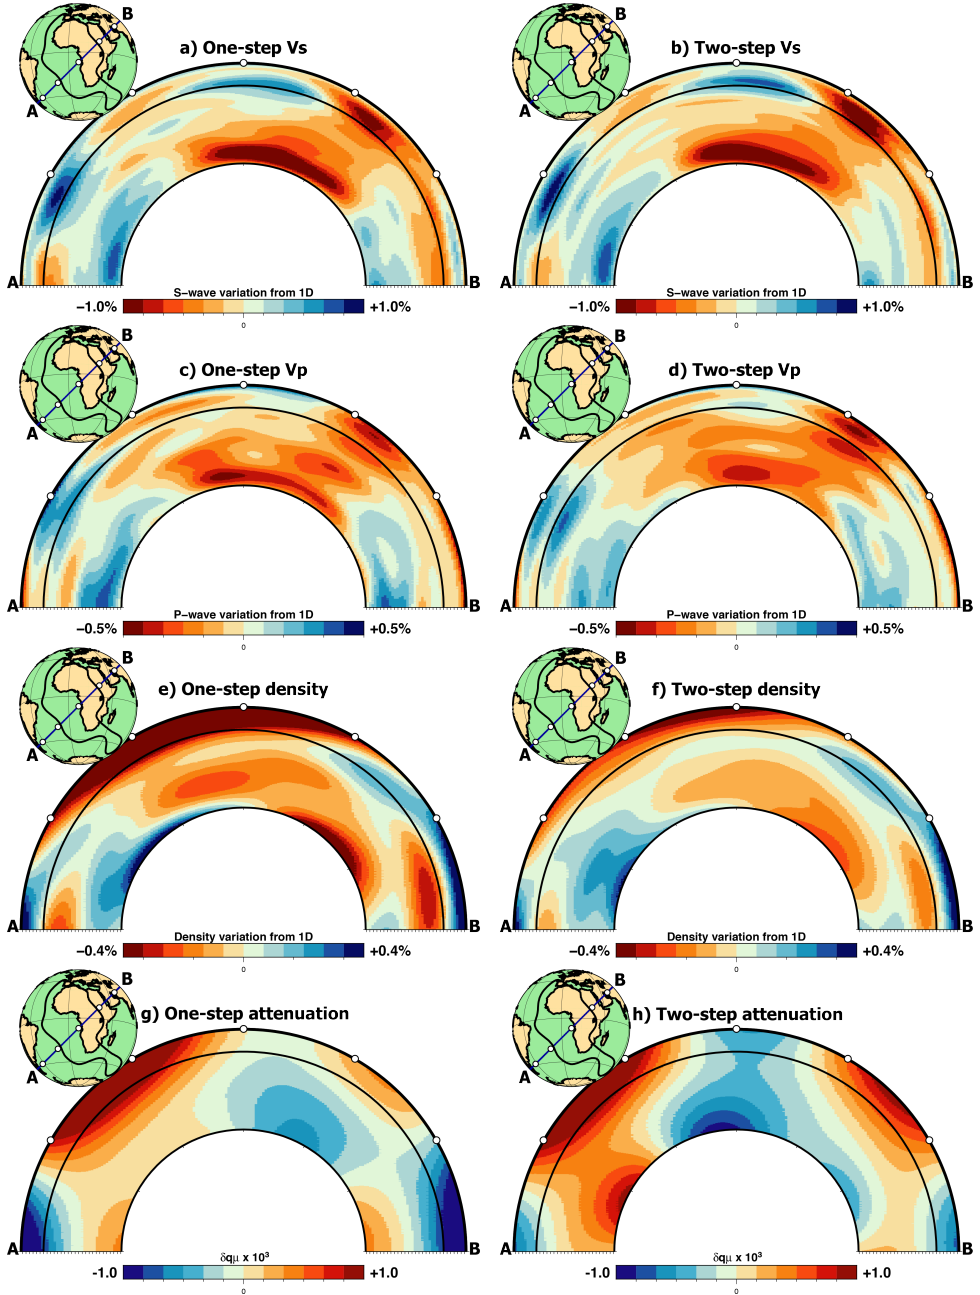 B
B
a) One-step Vs
b) Two-step Vs
A
A
A
B
A
B
S-wave variation from 1D
S-wave variation from 1D
−1.0%
+1.0%
−1.0%
+1.0%
0
0
B
B
c) One-step Vp
d) Two-step Vp
A
A
A
B
A
B
P-wave variation from 1D
P-wave variation from 1D
−0.5%
+0.5%
−0.5%
+0.5%
0
0
B
B
e) One-step density
f) Two-step density
A
A
A
B
A
B
Density variation from 1D
Density variation from 1D
−0.4%
+0.4%
−0.4%
+0.4%
0
0
B
B
g) One-step attenuation
h) Two-step attenuation
A
A
A
B
A
B
δqμ x 10³
δqμ x 10³
-1.0
+1.0
-1.0
+1.0
0
0